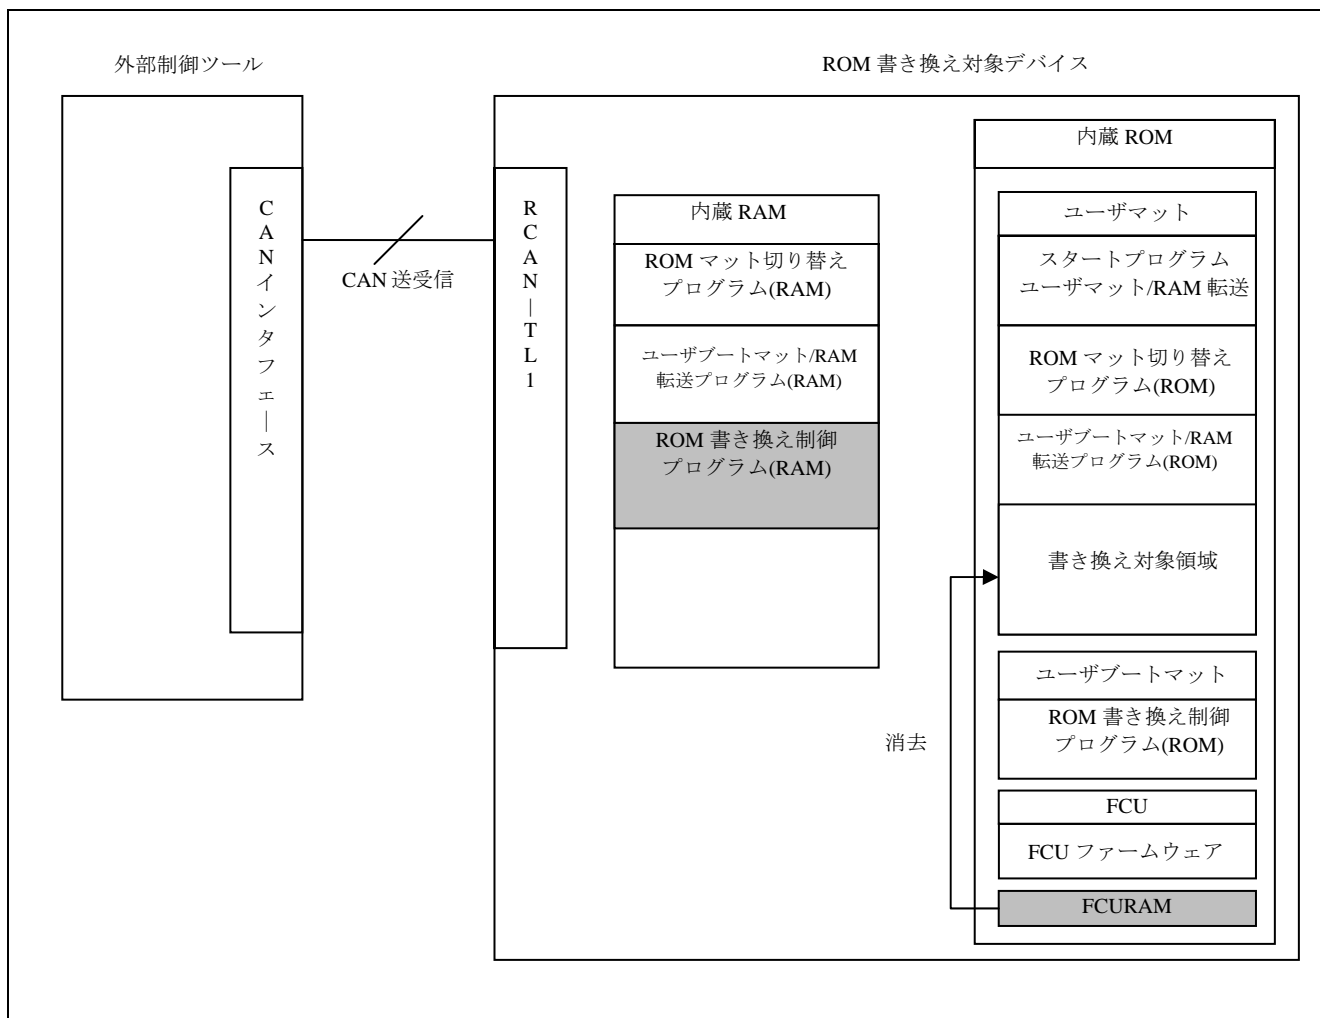 外部制御ツール
ROM 書き換え対象デバイス
CANインタフェース
CAN 送受信
RCAN-TL1
内蔵 RAM
ROM マット切り替え
プログラム(RAM)
ユーザブートマット/RAM
転送プログラム(RAM)
ROM 書き換え制御
プログラム(RAM)
内蔵 ROM
ユーザマット
スタートプログラム
ユーザマット/RAM 転送
ROM マット切り替え
プログラム(ROM)
ユーザブートマット/RAM
転送プログラム(ROM)
書き換え対象領域
ユーザブートマット
ROM 書き換え制御
プログラム(ROM)
消去
FCU
FCU ファームウェア
FCURAM